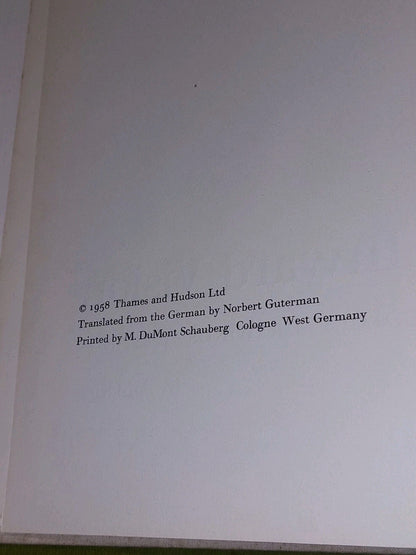 © 1958 Thames and Hudson Ltd
Translated from the German by Norbert Guterman
Printed by M. DuMont Schauberg Cologne West Germany